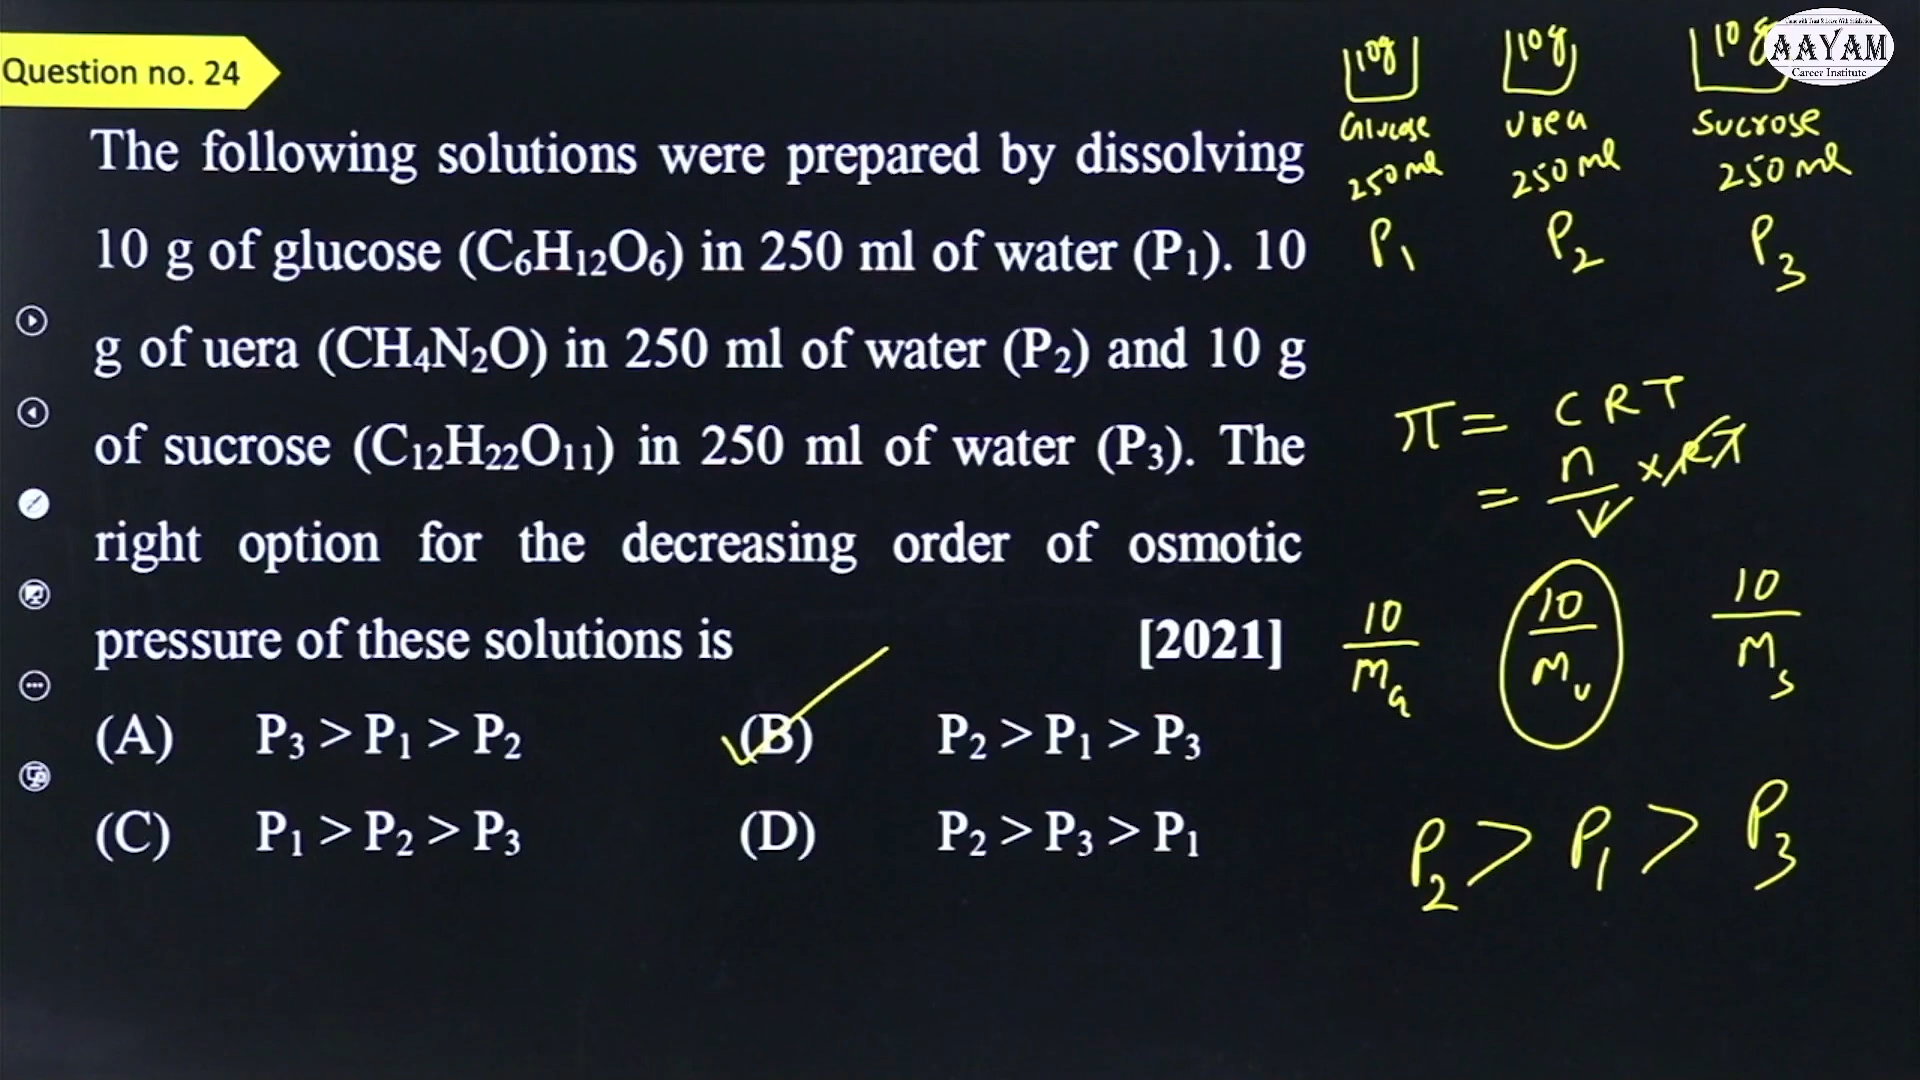 Question no. 24
The following solutions were prepared by dissolving
10 g of glucose (C₆H₁₂O₆) in 250 ml of water (P₁). 10
g of uera (CH₄N₂O) in 250 ml of water (P₂) and 10 g
of sucrose (C₁₂H₂₂O₁₁) in 250 ml of water (P₃). The
right option for the decreasing order of osmotic
pressure of these solutions is [2021]
(A) P₃ > P₁ > P₂ (B) P₂ > P₁ > P₃
(C) P₁ > P₂ > P₃ (D) P₂ > P₃ > P₁
10g 10g 10g
Glucose Urea Sucrose
250 ml 250 ml 250 ml
P₁ P₂ P₃
π = CRT
= n/V × RT
10/M_G 10/M_U 10/M_S
P₂ > P₁ > P₃
AAYAM
Career Institute